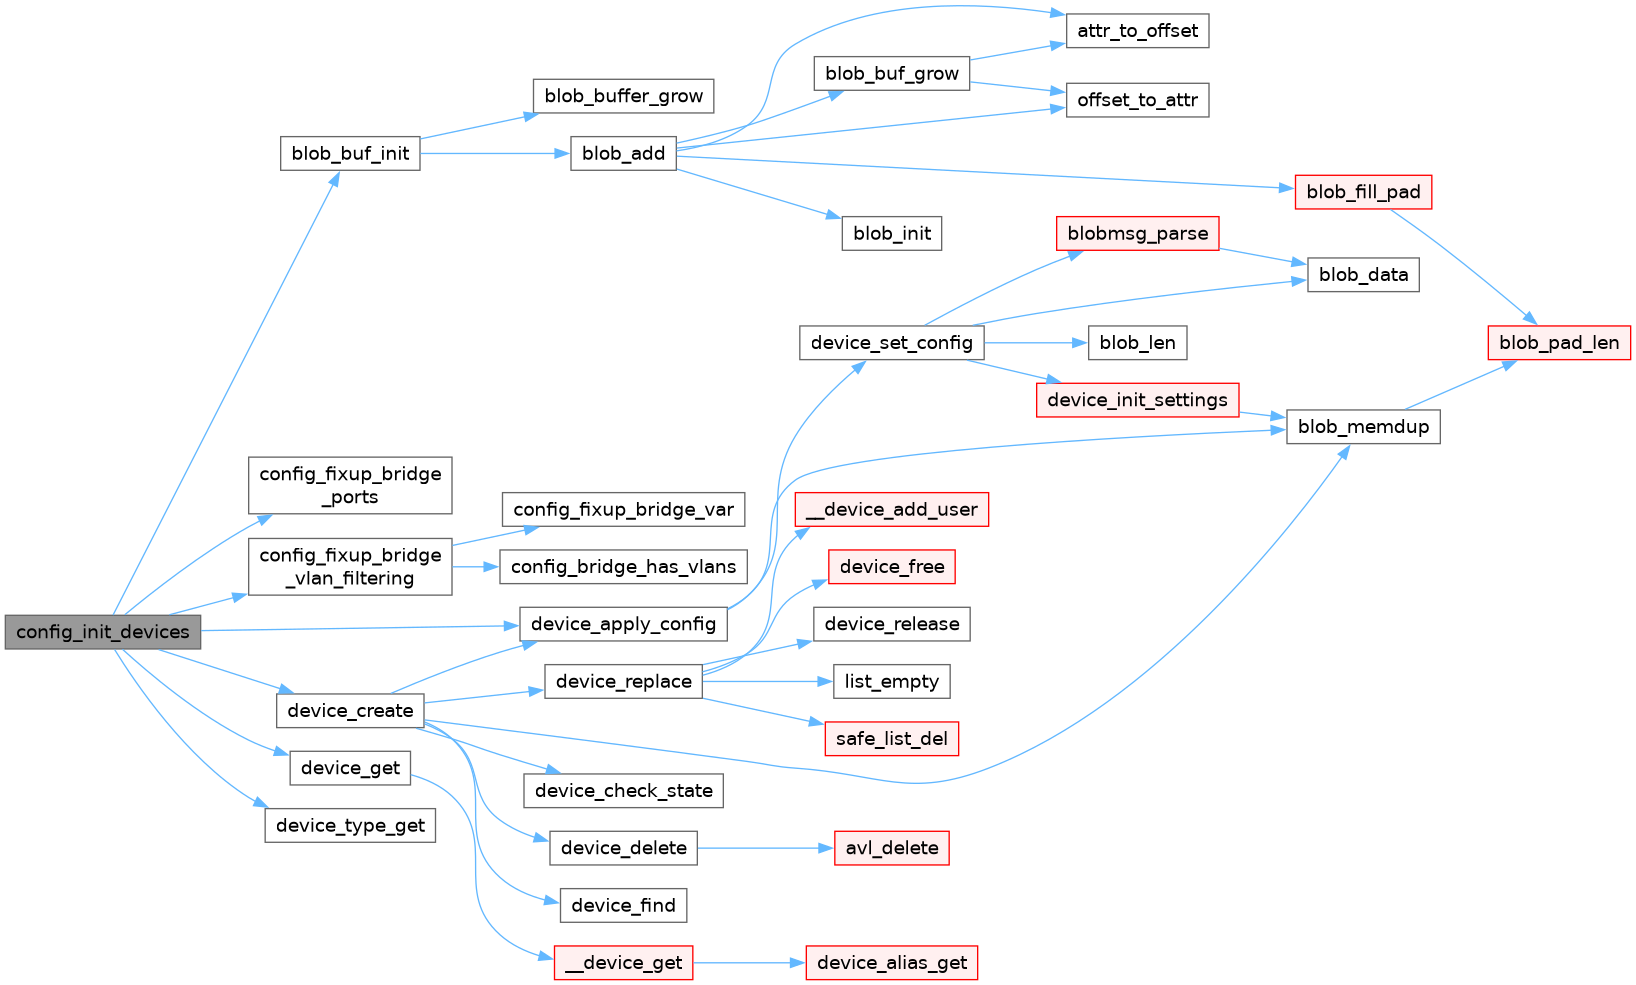 attr_to_offset
blob_buf_grow
blob_buffer_grow
offset_to_attr
blob_buf_init
blob_add
blob_fill_pad
blobmsg_parse
blob_init
blob_data
device_set_config
blob_len
blob_pad_len
device_init_settings
blob_memdup
config_fixup_bridge
_ports
config_fixup_bridge_var
__device_add_user
config_fixup_bridge
_vlan_filtering
config_bridge_has_vlans
device_free
config_init_devices
device_apply_config
device_release
device_replace
list_empty
device_create
safe_list_del
device_get
device_check_state
device_type_get
device_delete
avl_delete
device_find
__device_get
device_alias_get